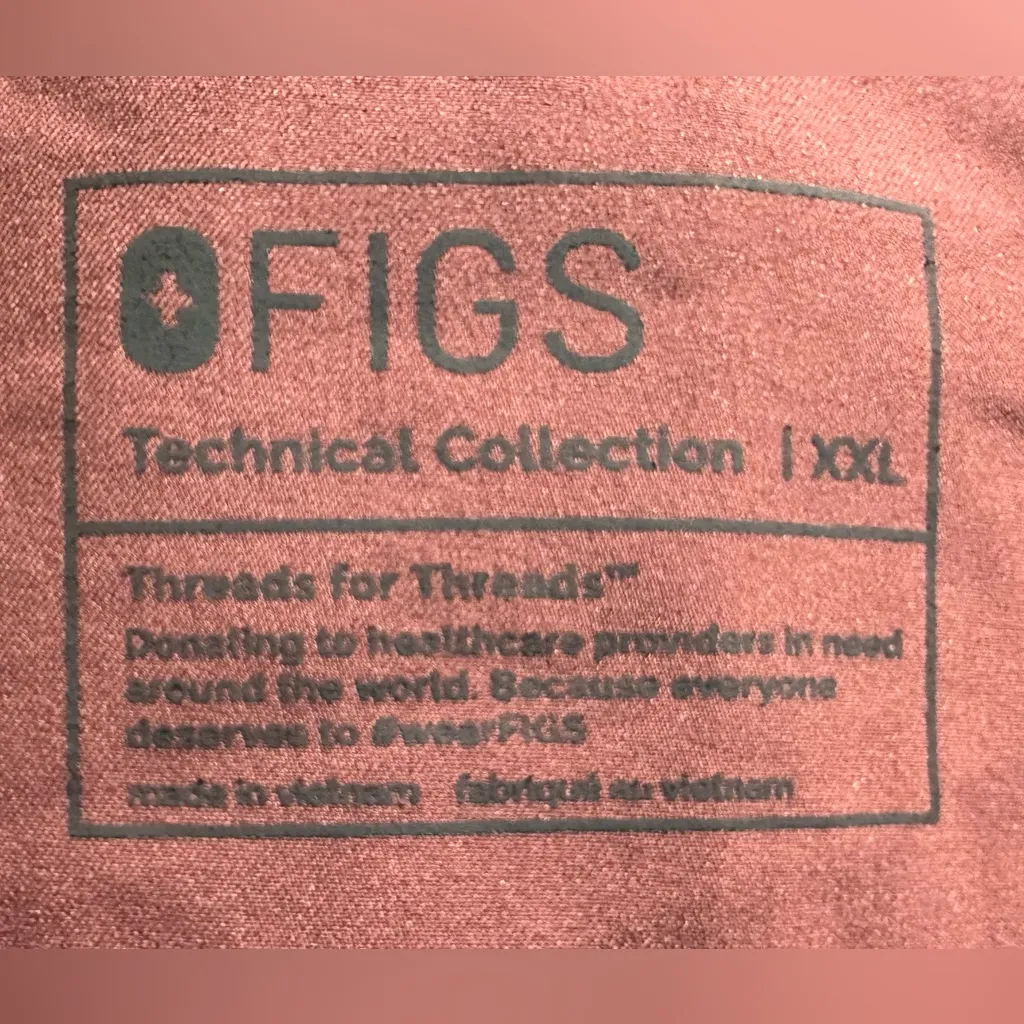 FIGS
Technical Collection | XXL
Threads for Threads™
Donating to healthcare providers in need
around the world. Because everyone
deserves to #wearFIGS
made in vietnam fabriqué au vietnam